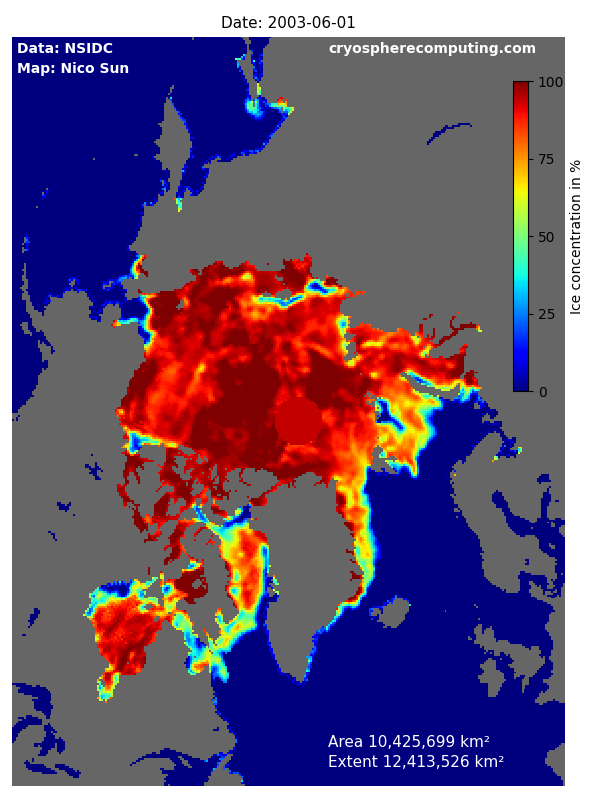 Date: 2003-06-01
Data: NSIDC
Map: Nico Sun
cryospherecomputing.com
100
75
50
25
0
Ice concentration in %
Area 10,425,699 km²
Extent 12,413,526 km²